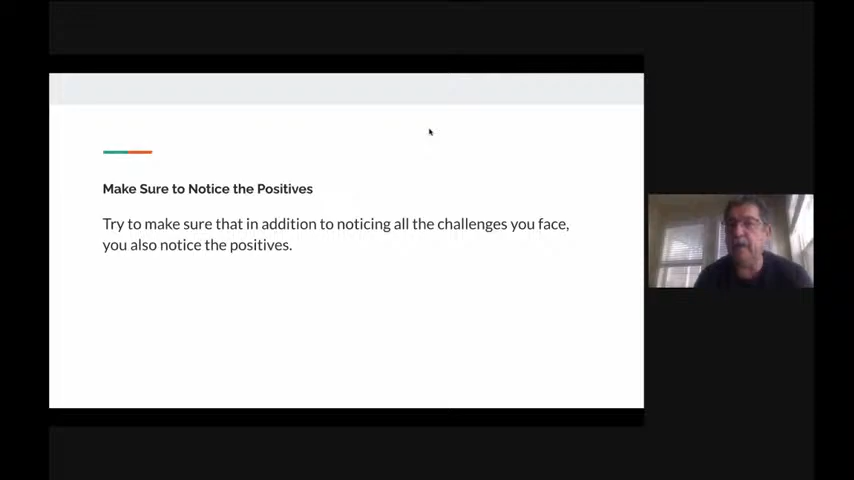 Make Sure to Notice the Positives
Try to make sure that in addition to noticing all the challenges you face,
you also notice the positives.